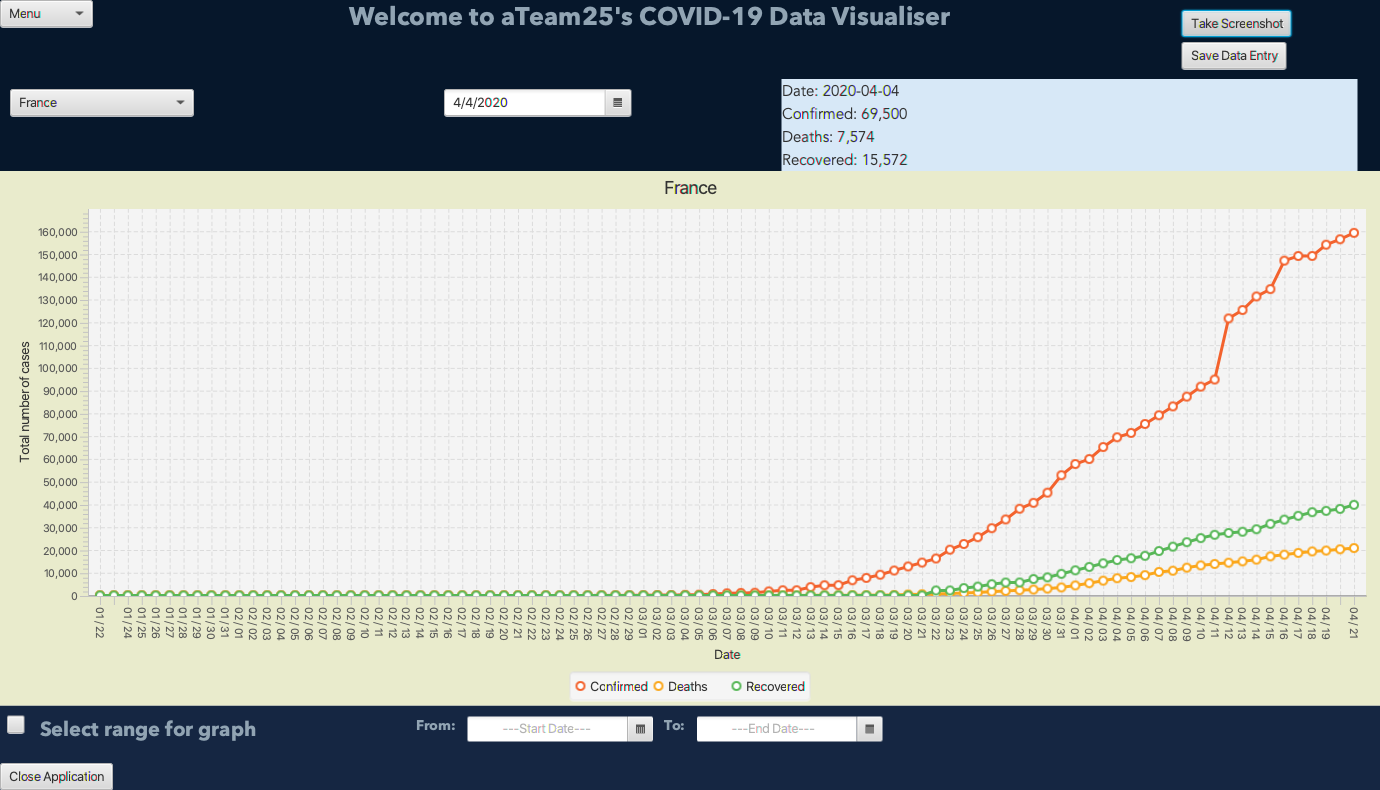 Menu
Welcome to aTeam25's COVID-19 Data Visualiser
Take Screenshot
Save Data Entry
France
4/4/2020
Date: 2020-04-04
Confirmed: 69,500
Deaths: 7,574
Recovered: 15,572
France
Total number of cases
160,000
150,000
140,000
130,000
120,000
110,000
100,000
90,000
80,000
70,000
60,000
50,000
40,000
30,000
20,000
10,000
0
01/22 01/24 01/25 01/26 01/27 01/28 01/29 01/30 01/31 02/01 02/02 02/03 02/04 02/05 02/06 02/07 02/08 02/09 02/10 02/11 02/12 02/13 02/14 02/15 02/16 02/17 02/18 02/19 02/20 02/21 02/22 02/23 02/24 02/25 02/26 02/27 02/28 02/29 03/01 03/02 03/03 03/04 03/05 03/06 03/07 03/08 03/09 03/10 03/11 03/12 03/13 03/14 03/15 03/16 03/17 03/18 03/19 03/20 03/21 03/22 03/23 03/24 03/25 03/26 03/27 03/28 03/29 03/30 03/31 04/01 04/02 04/03 04/04 04/05 04/06 04/07 04/08 04/09 04/10 04/11 04/12 04/13 04/14 04/15 04/16 04/17 04/18 04/19 04/21
Date
Confirmed Deaths Recovered
Select range for graph
From:
---Start Date---
To:
---End Date---
Close Application